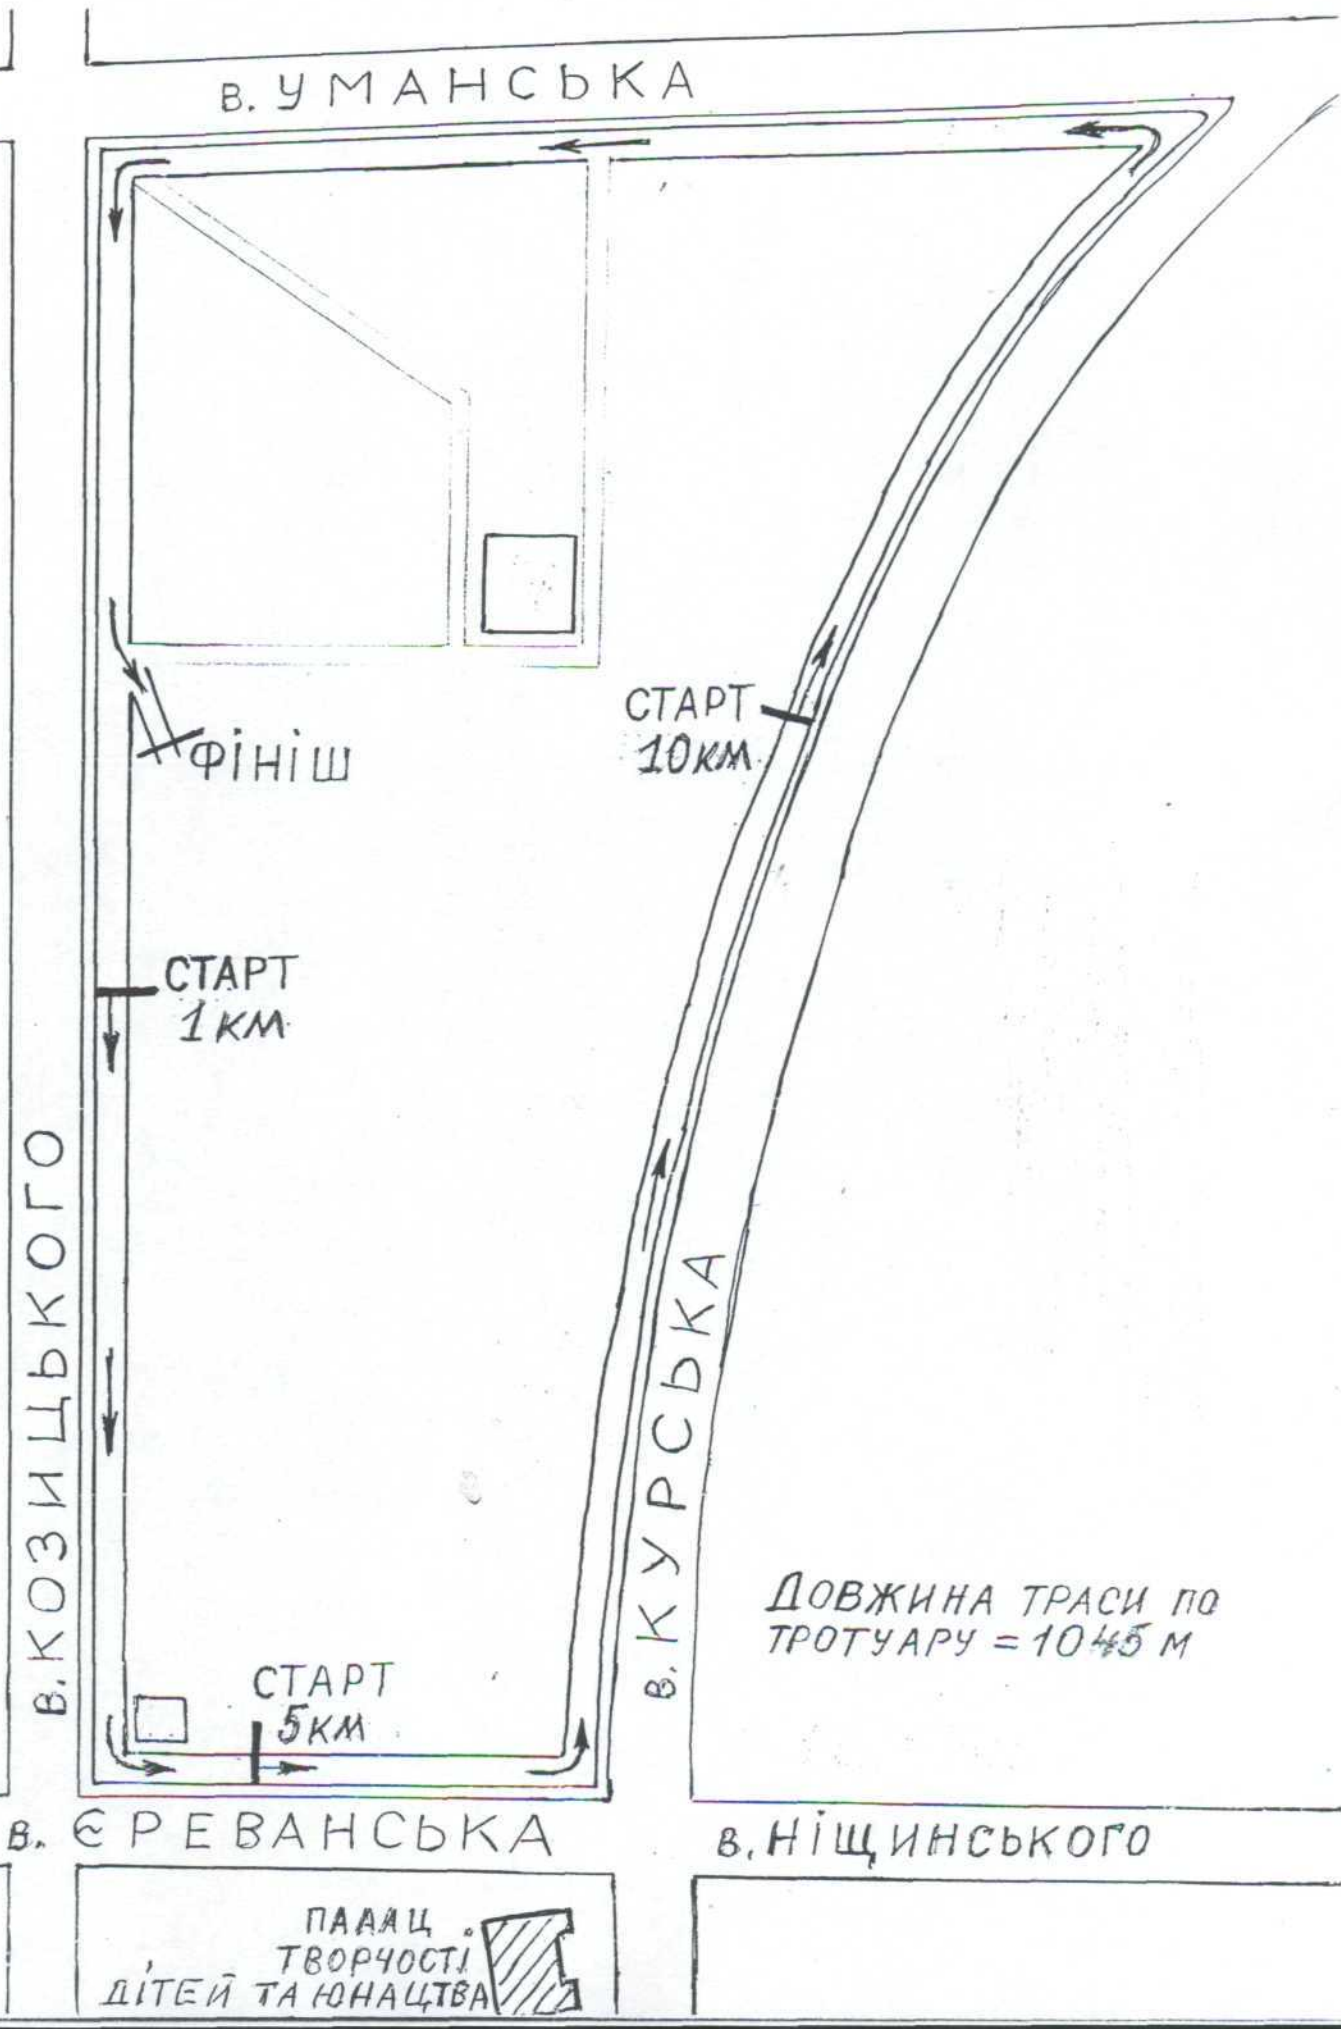 В. УМАНСЬКА
ФІНІШ
СТАРТ
10КМ
СТАРТ
1КМ
В. КОЗИЦЬКОГО
В. КУРСЬКА
ДОВЖИНА ТРАСИ ПО
ТРОТУАРУ = 1045 М
СТАРТ
5КМ
В. ЄРЕВАНСЬКА
В. НІЩИНСЬКОГО
ПАЛАЦ
ТВОРЧОСТІ
ДІТЕЙ ТА ЮНАЦТВА